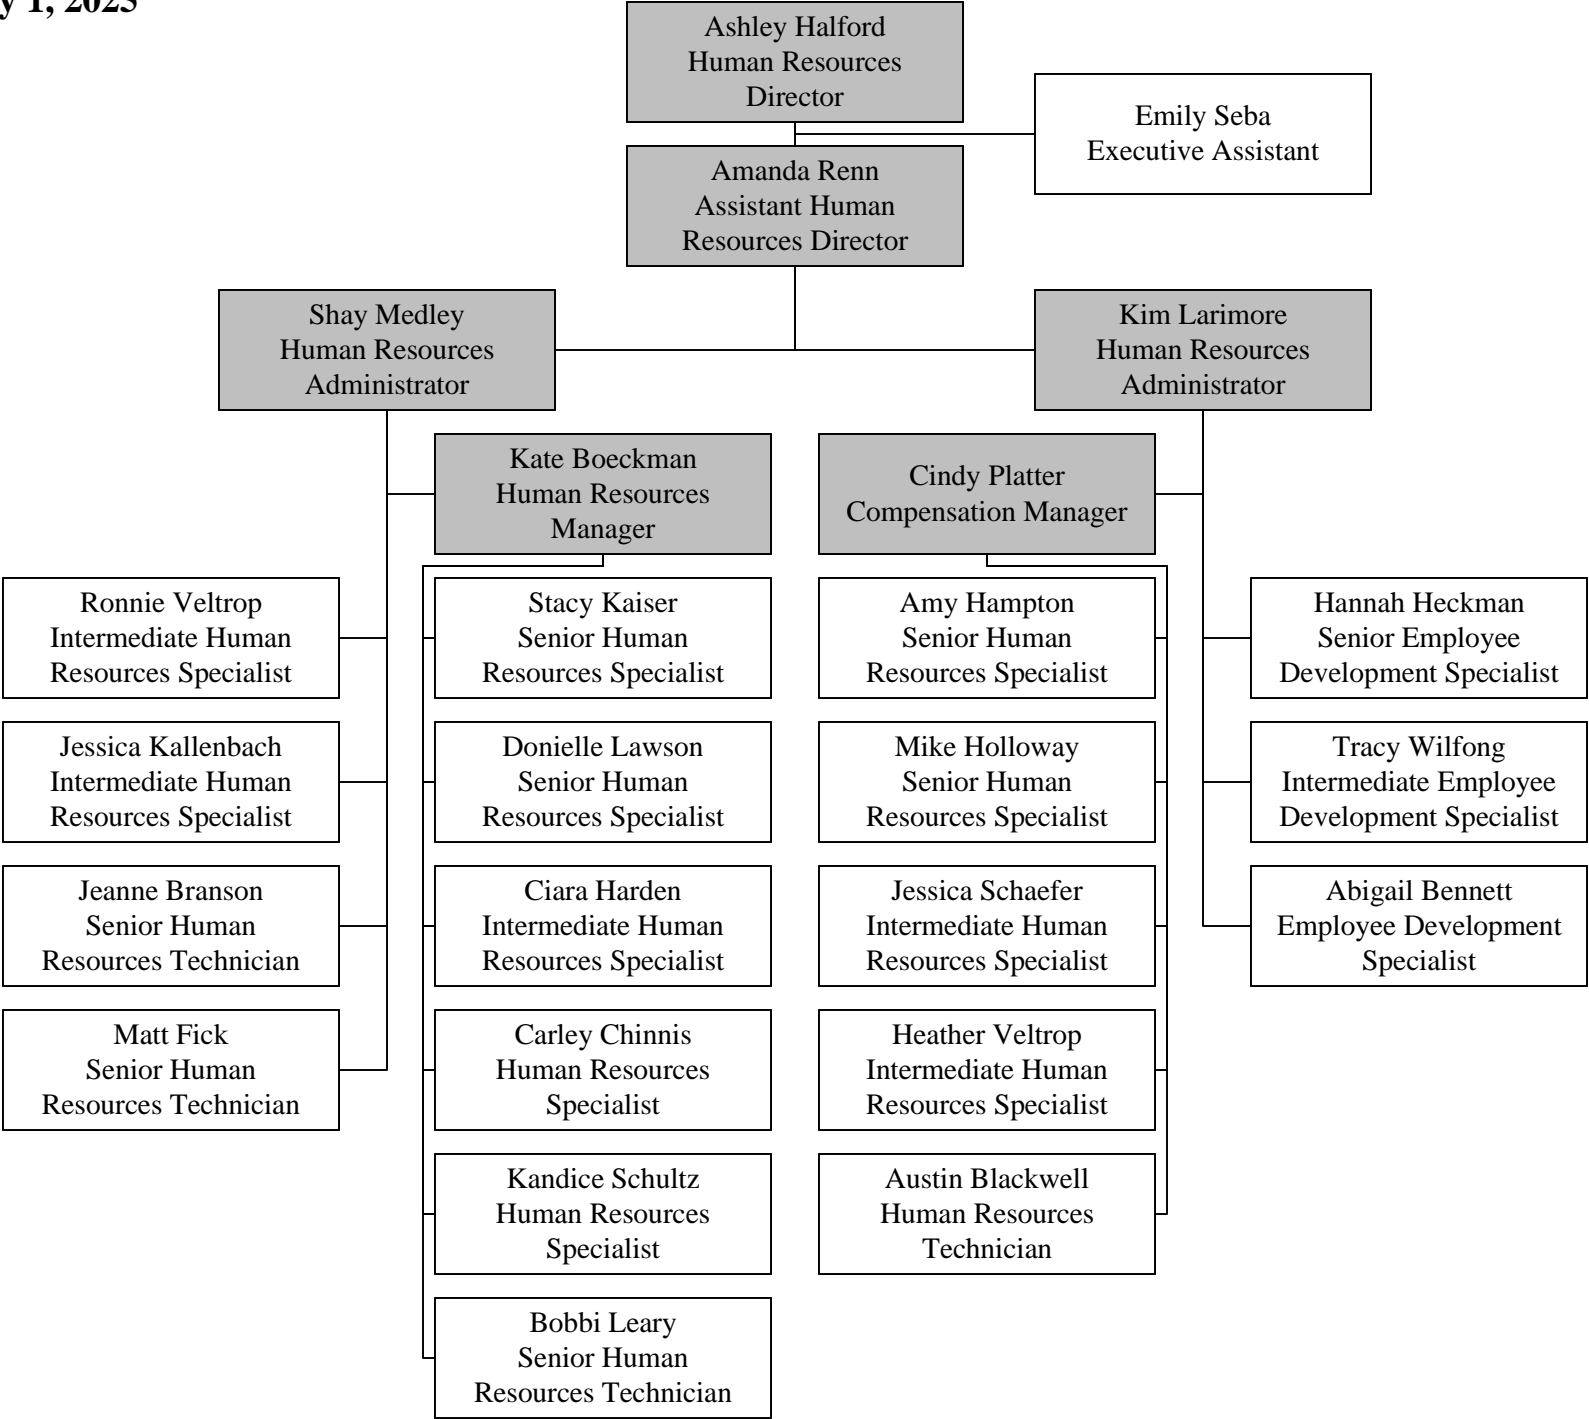 y 1, 2025
Ashley Halford
Human Resources
Director
Emily Seba
Executive Assistant
Amanda Renn
Assistant Human
Resources Director
Shay Medley
Human Resources
Administrator
Kim Larimore
Human Resources
Administrator
Kate Boeckman
Human Resources
Manager
Cindy Platter
Compensation Manager
Ronnie Veltrop
Intermediate Human
Resources Specialist
Stacy Kaiser
Senior Human
Resources Specialist
Amy Hampton
Senior Human
Resources Specialist
Hannah Heckman
Senior Employee
Development Specialist
Jessica Kallenbach
Intermediate Human
Resources Specialist
Donielle Lawson
Senior Human
Resources Specialist
Mike Holloway
Senior Human
Resources Specialist
Tracy Wilfong
Intermediate Employee
Development Specialist
Jeanne Branson
Senior Human
Resources Technician
Ciara Harden
Intermediate Human
Resources Specialist
Jessica Schaefer
Intermediate Human
Resources Specialist
Abigail Bennett
Employee Development
Specialist
Matt Fick
Senior Human
Resources Technician
Carley Chinnis
Human Resources
Specialist
Heather Veltrop
Intermediate Human
Resources Specialist
Kandice Schultz
Human Resources
Specialist
Austin Blackwell
Human Resources
Technician
Bobbi Leary
Senior Human
Resources Technician